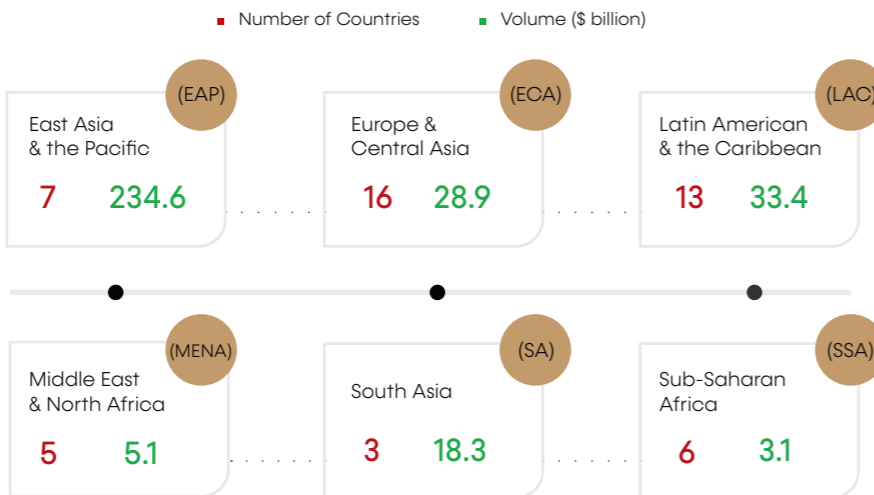 Number of Countries
Volume ($ billion)
(EAP)
East Asia
& the Pacific
7 234.6
(ECA)
Europe &
Central Asia
16 28.9
(LAC)
Latin American
& the Caribbean
13 33.4
(MENA)
Middle East
& North Africa
5 5.1
(SA)
South Asia
3 18.3
(SSA)
Sub-Saharan
Africa
6 3.1